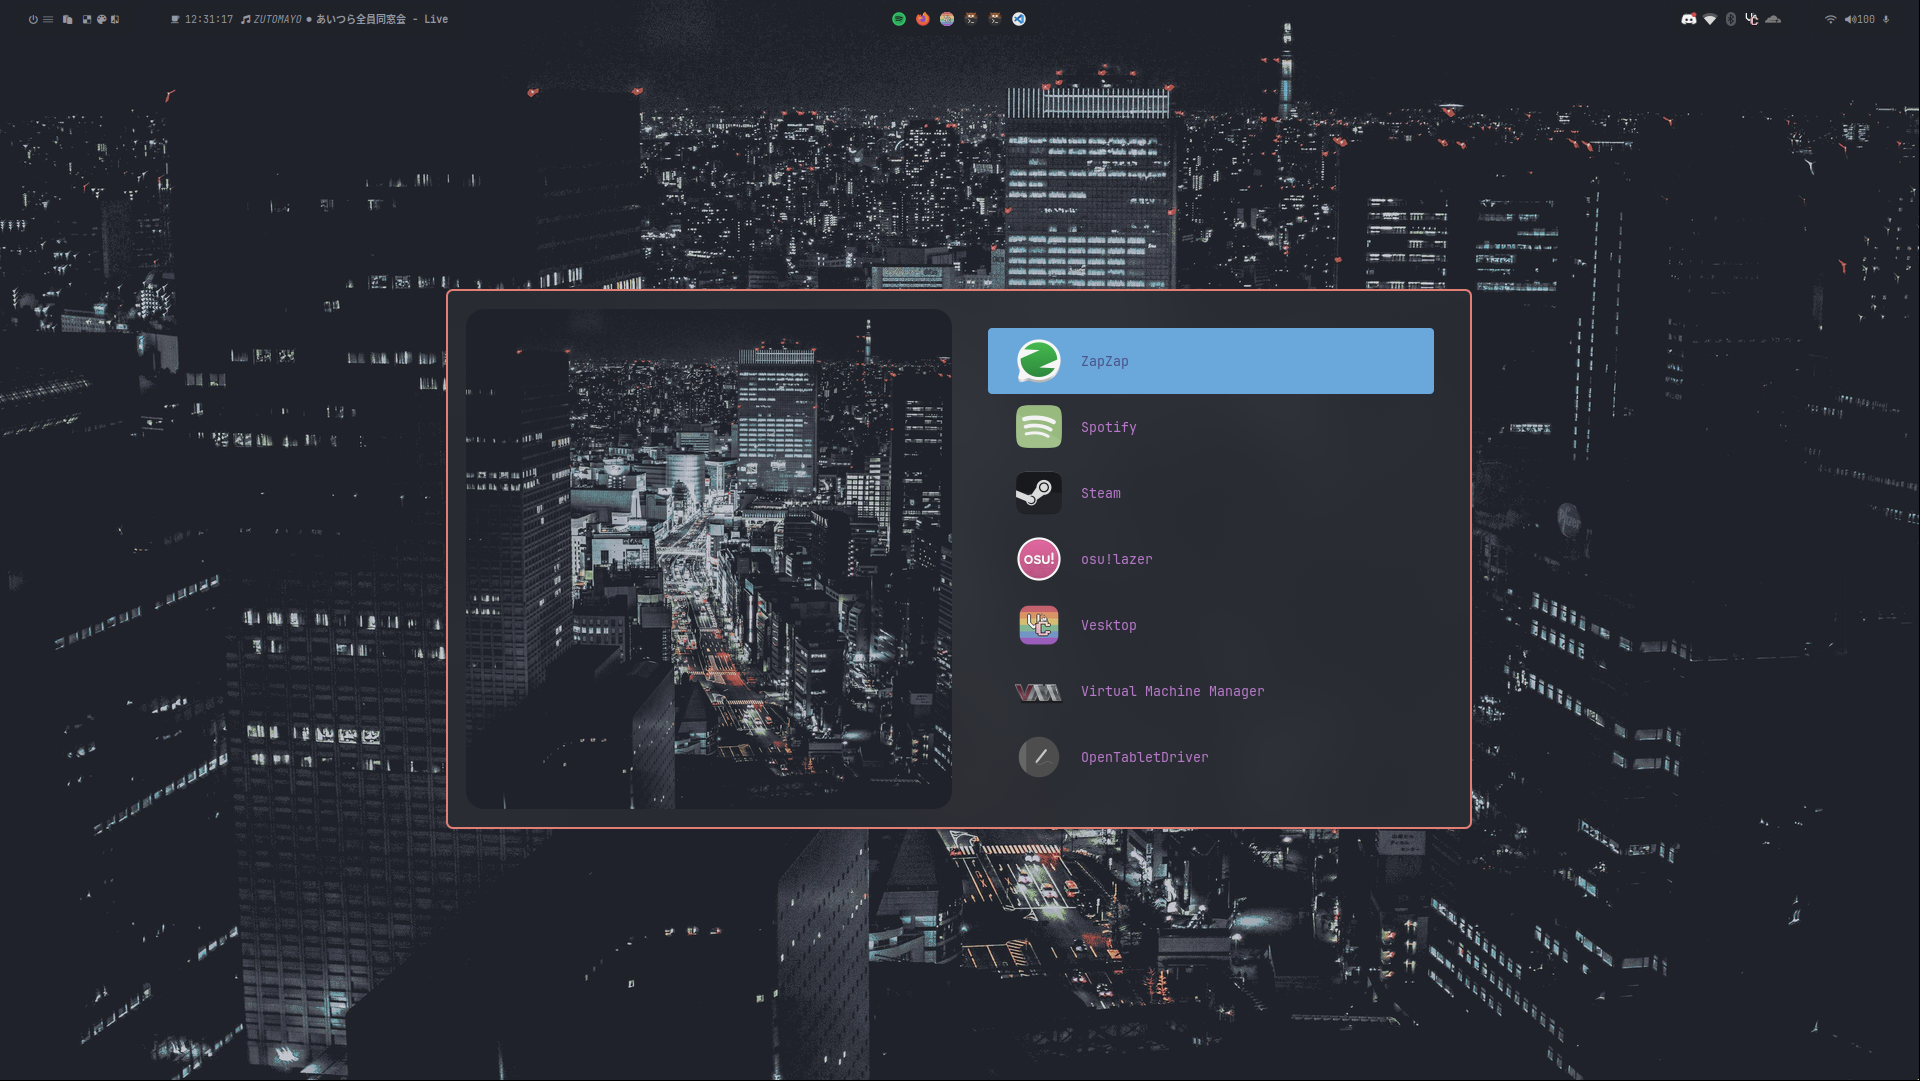 12:31:17 ZUTOMAYO ● あいつら全員同窓会 - Live
100
ZapZap
Spotify
Steam
osu!
osu!lazer
Vesktop
Virtual Machine Manager
OpenTabletDriver